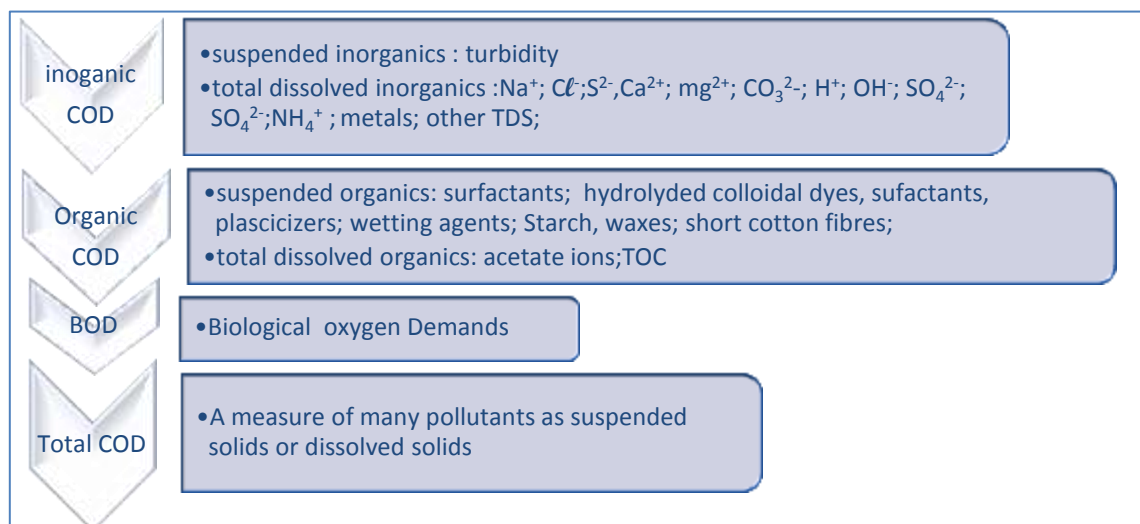 inoganic
COD
•suspended inorganics : turbidity
•total dissolved inorganics :Na⁺; Cℓ⁻;S²⁻,Ca²⁺; mg²⁺; CO₃²-; H⁺; OH⁻; SO₄²⁻;
SO₄²⁻;NH₄⁺ ; metals; other TDS;
Organic
COD
•suspended organics: surfactants; hydrolyded colloidal dyes, sufactants,
plascicizers; wetting agents; Starch, waxes; short cotton fibres;
•total dissolved organics: acetate ions;TOC
BOD
•Biological oxygen Demands
Total COD
•A measure of many pollutants as suspended
solids or dissolved solids